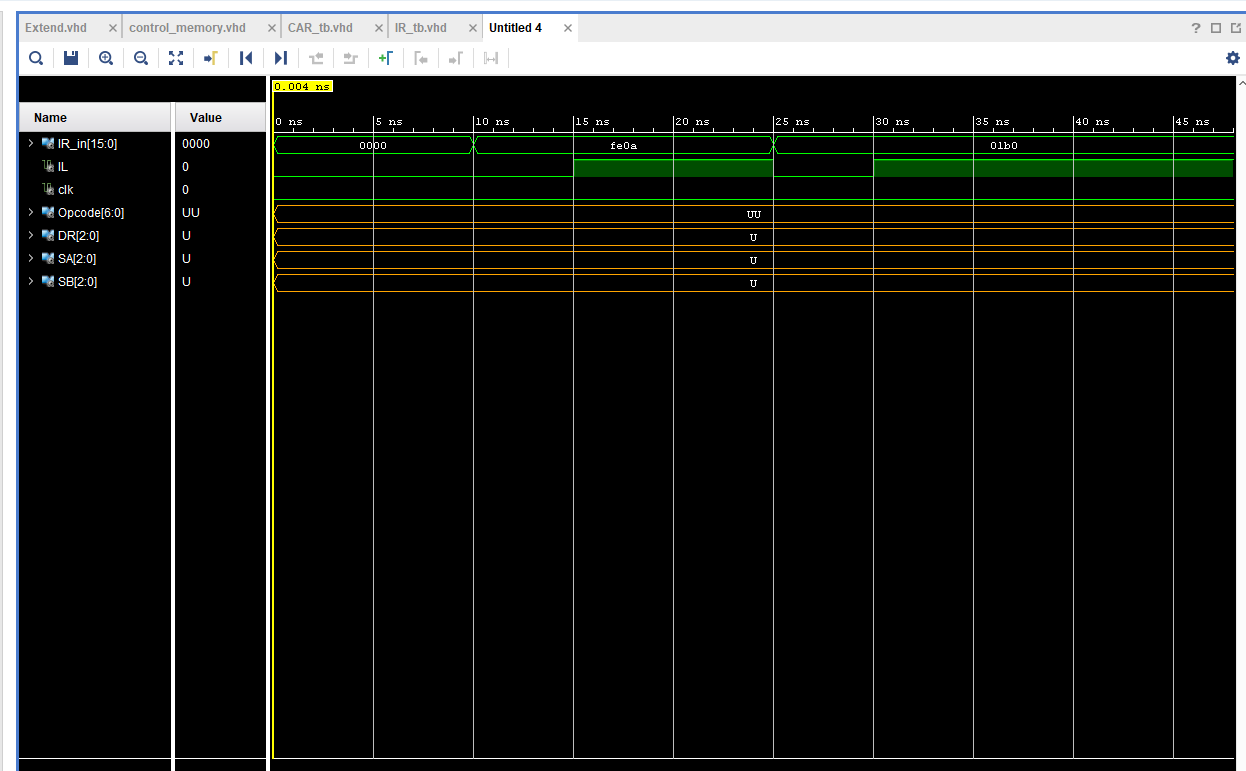 Extend.vhd × control_memory.vhd × CAR_tb.vhd × IR_tb.vhd × Untitled 4 × ?
0.004 ns
Name Value
0 ns 5 ns 10 ns 15 ns 20 ns 25 ns 30 ns 35 ns 40 ns 45 ns
IR_in[15:0] 0000 0000 fe0a 01b0
IL 0
clk 0
Opcode[6:0] UU UU
DR[2:0] U U
SA[2:0] U U
SB[2:0] U U